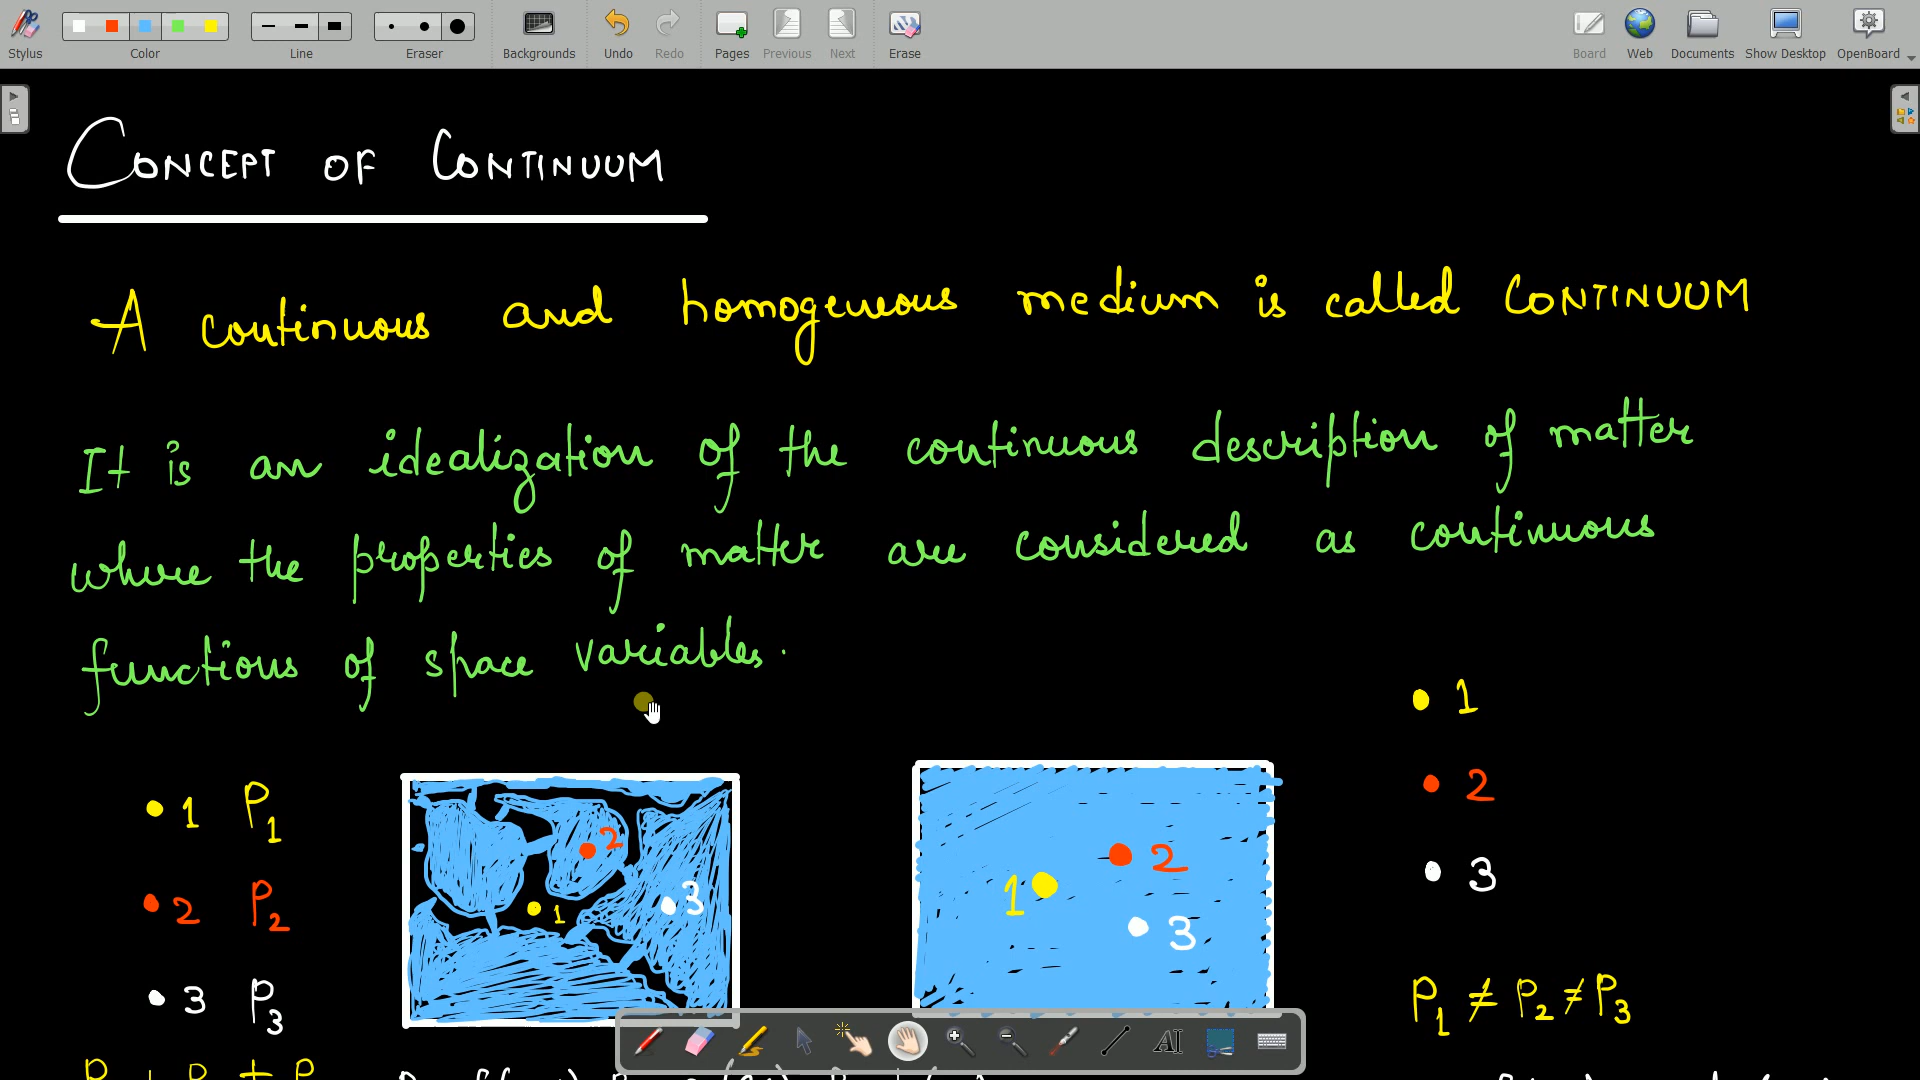 Stylus Color Line Eraser Backgrounds Undo Redo Pages Previous Next Erase Board Web Documents Show Desktop OpenBoard
CONCEPT OF CONTINUUM
A continuous and homogeneous medium is called CONTINUUM
It is an idealization of the continuous description of matter
where the properties of matter are considered as continuous
functions of space variables.
1 P1
2 P2
3 P3
2
1
3
1
2
3
1
2
3
P1 ≠ P2 ≠ P3